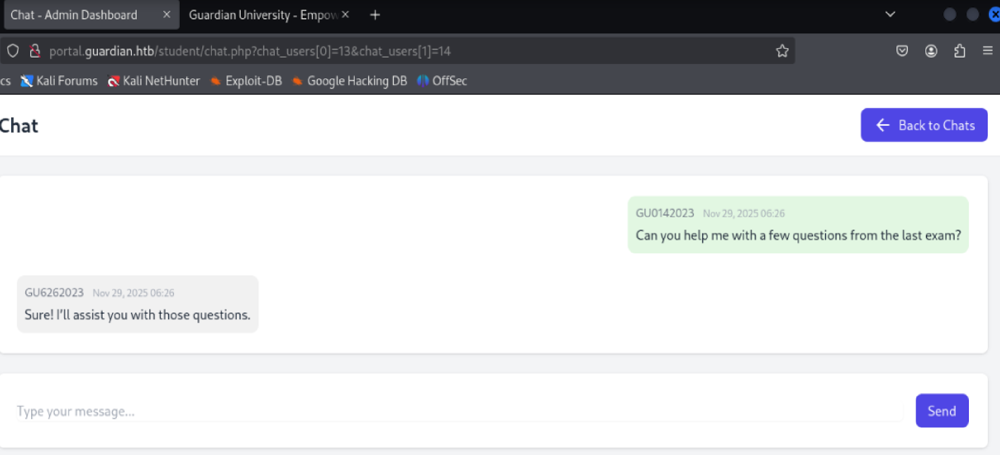 Chat - Admin Dashboard Guardian University - Empow
portal.guardian.htb/student/chat.php?chat_users[0]=13&chat_users[1]=14
cs Kali Forums Kali NetHunter Exploit-DB Google Hacking DB OffSec
Chat
Back to Chats
GU0142023 Nov 29, 2025 06:26
Can you help me with a few questions from the last exam?
GU6262023 Nov 29, 2025 06:26
Sure! I'll assist you with those questions.
Type your message...
Send